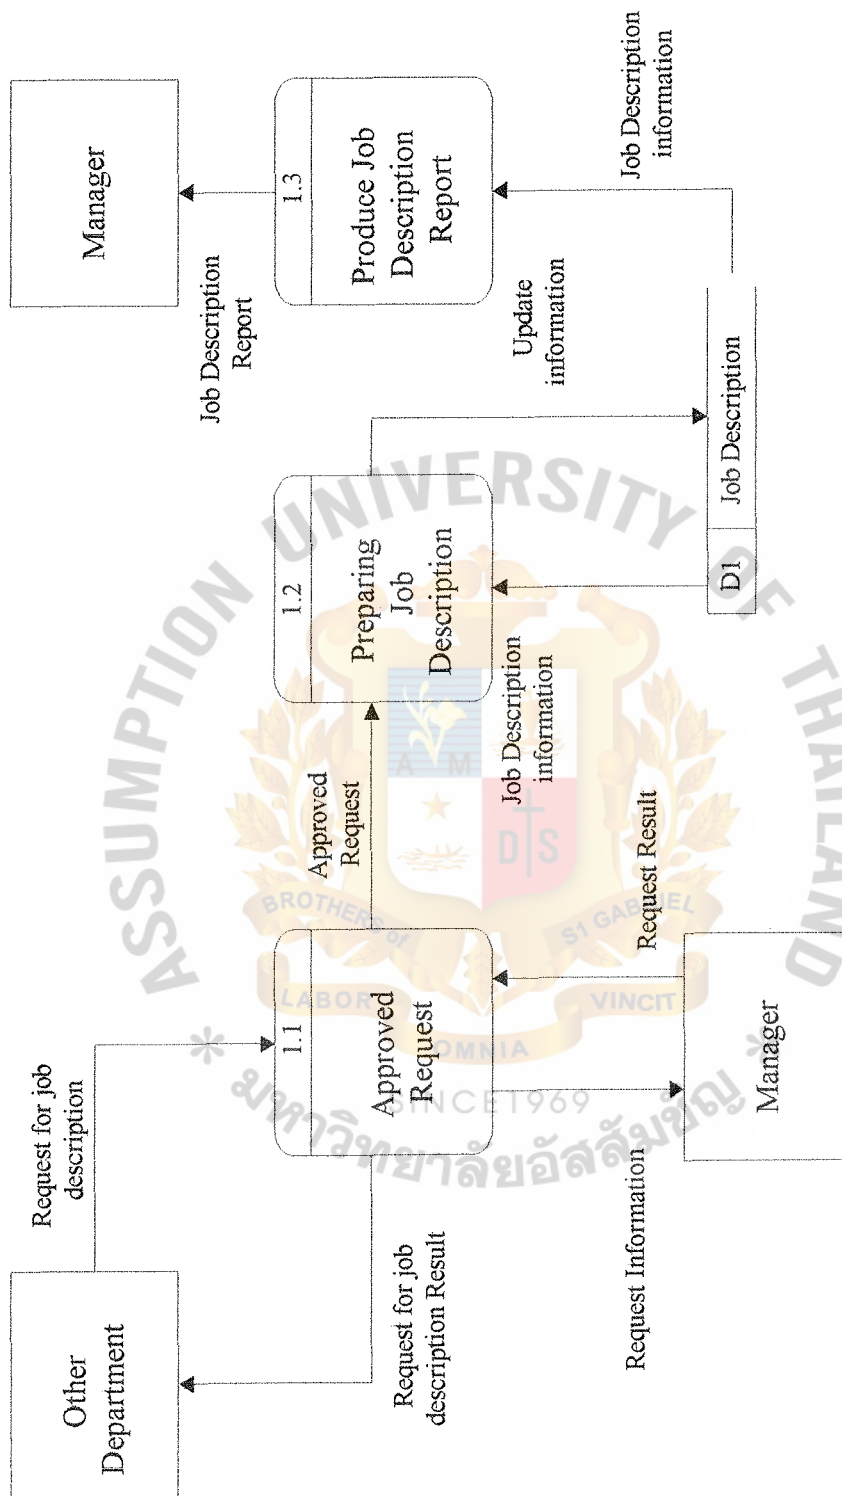 Other
Department
Request for job
description
Request for job
description Result
1.1
Approved
Request
Request Information
Request Result
Manager
Approved
Request
1.2
Preparing
Job
Description
Job Description
information
Update
information
D1
Job Description
Job Description
information
1.3
Produce Job
Description
Report
Job Description
Report
Manager
ASSUMPTION UNIVERSITY OF THAILAND
A M
D S
BROTHERS of
ST GABRIEL
LABOR
OMNIA
VINCIT
SINCE1969
มหาวิทยาลัยอัสสัมชัญ